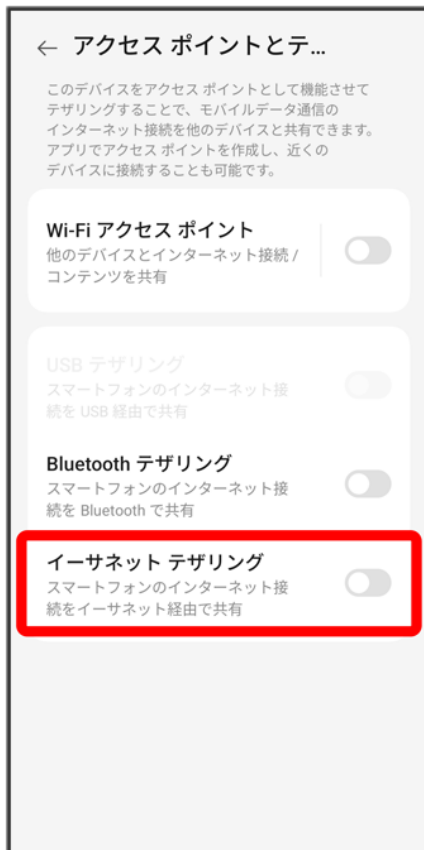 ← アクセス ポイントとテ...
このデバイスをアクセス ポイントとして機能させて
テザリングすることで、モバイルデータ通信の
インターネット接続を他のデバイスと共有できます。
アプリでアクセス ポイントを作成し、近くの
デバイスに接続することも可能です。
Wi-Fi アクセス ポイント
他のデバイスとインターネット接続 /
コンテンツを共有
USB テザリング
スマートフォンのインターネット接
続を USB 経由で共有
Bluetooth テザリング
スマートフォンのインターネット接
続を Bluetooth で共有
イーサネット テザリング
スマートフォンのインターネット接
続をイーサネット経由で共有